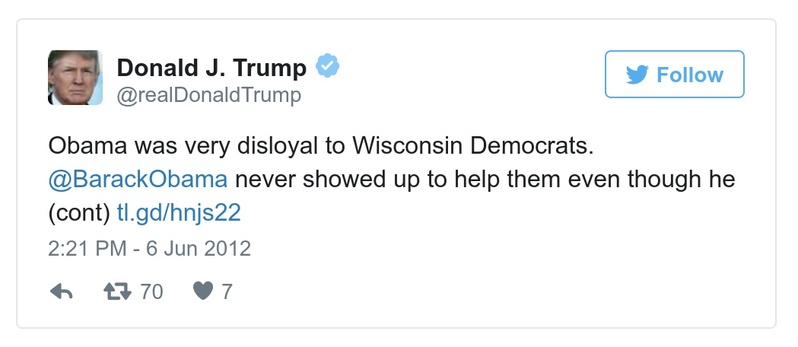 Donald J. Trump
@realDonaldTrump
Follow
Obama was very disloyal to Wisconsin Democrats.
@BarackObama never showed up to help them even though he
(cont) tl.gd/hnjs22
2:21 PM - 6 Jun 2012
70 7